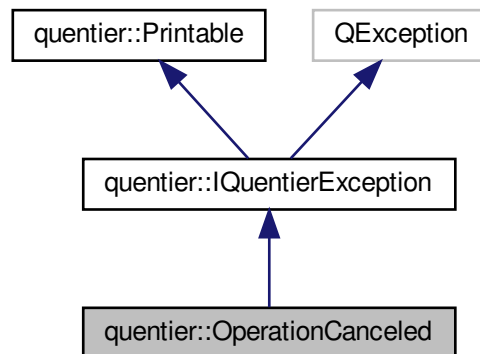 quentier::Printable
QException
quentier::IQuentierException
quentier::OperationCanceled